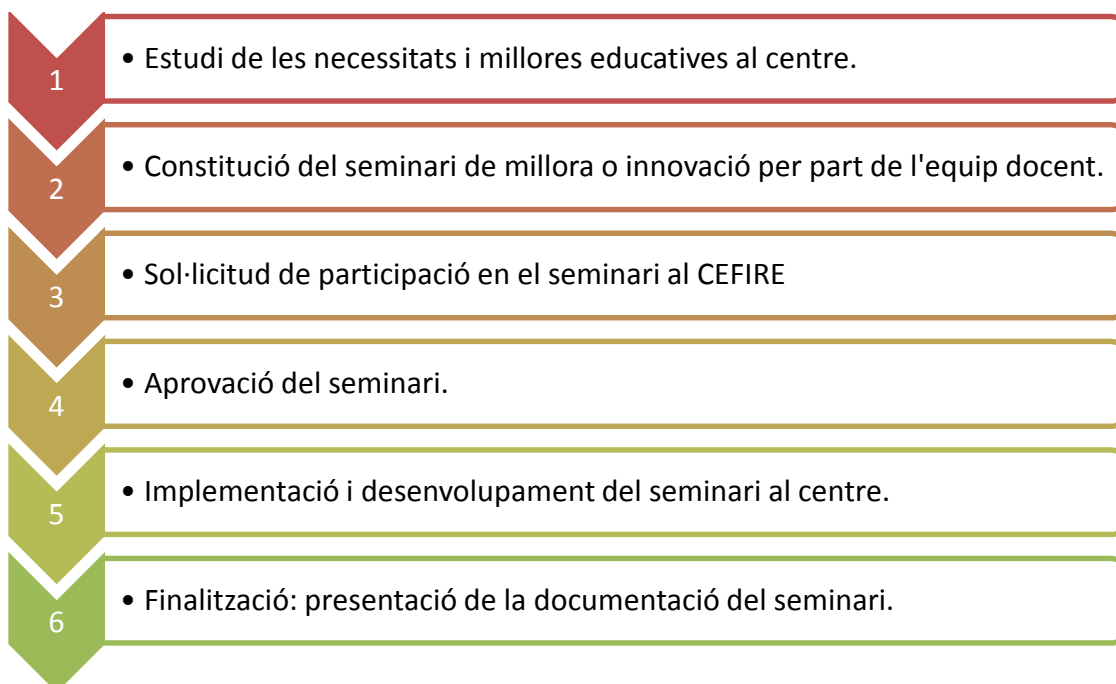 1
• Estudi de les necessitats i millores educatives al centre.
2
• Constitució del seminari de millora o innovació per part de l'equip docent.
3
• Sol·licitud de participació en el seminari al CEFIRE
4
• Aprovació del seminari.
5
• Implementació i desenvolupament del seminari al centre.
6
• Finalització: presentació de la documentació del seminari.